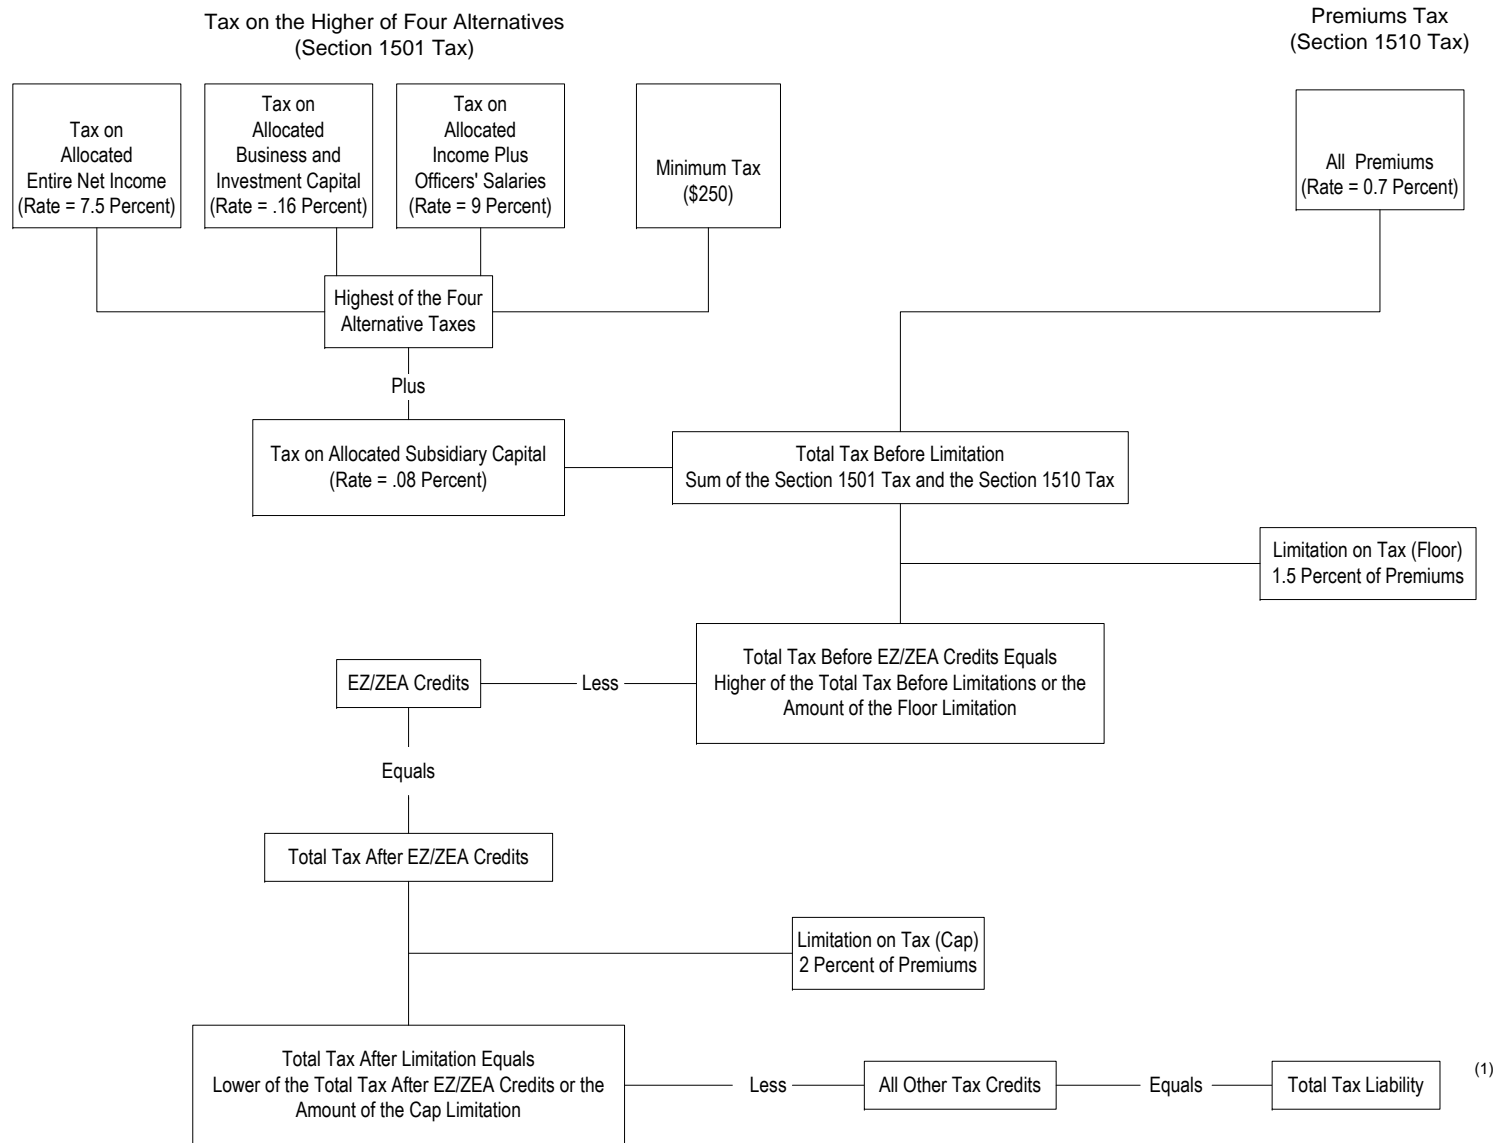 Tax on the Higher of Four Alternatives
(Section 1501 Tax)
Premiums Tax
(Section 1510 Tax)
Tax on
Allocated
Entire Net Income
(Rate = 7.5 Percent)
Tax on
Allocated
Business and
Investment Capital
(Rate = .16 Percent)
Tax on
Allocated
Income Plus
Officers' Salaries
(Rate = 9 Percent)
Minimum Tax
($250)
All Premiums
(Rate = 0.7 Percent)
Highest of the Four
Alternative Taxes
Plus
Tax on Allocated Subsidiary Capital
(Rate = .08 Percent)
Total Tax Before Limitation
Sum of the Section 1501 Tax and the Section 1510 Tax
Limitation on Tax (Floor)
1.5 Percent of Premiums
Total Tax Before EZ/ZEA Credits Equals
Higher of the Total Tax Before Limitations or the
Amount of the Floor Limitation
Less
EZ/ZEA Credits
Equals
Total Tax After EZ/ZEA Credits
Limitation on Tax (Cap)
2 Percent of Premiums
Total Tax After Limitation Equals
Lower of the Total Tax After EZ/ZEA Credits or the
Amount of the Cap Limitation
Less
All Other Tax Credits
Equals
Total Tax Liability
(1)